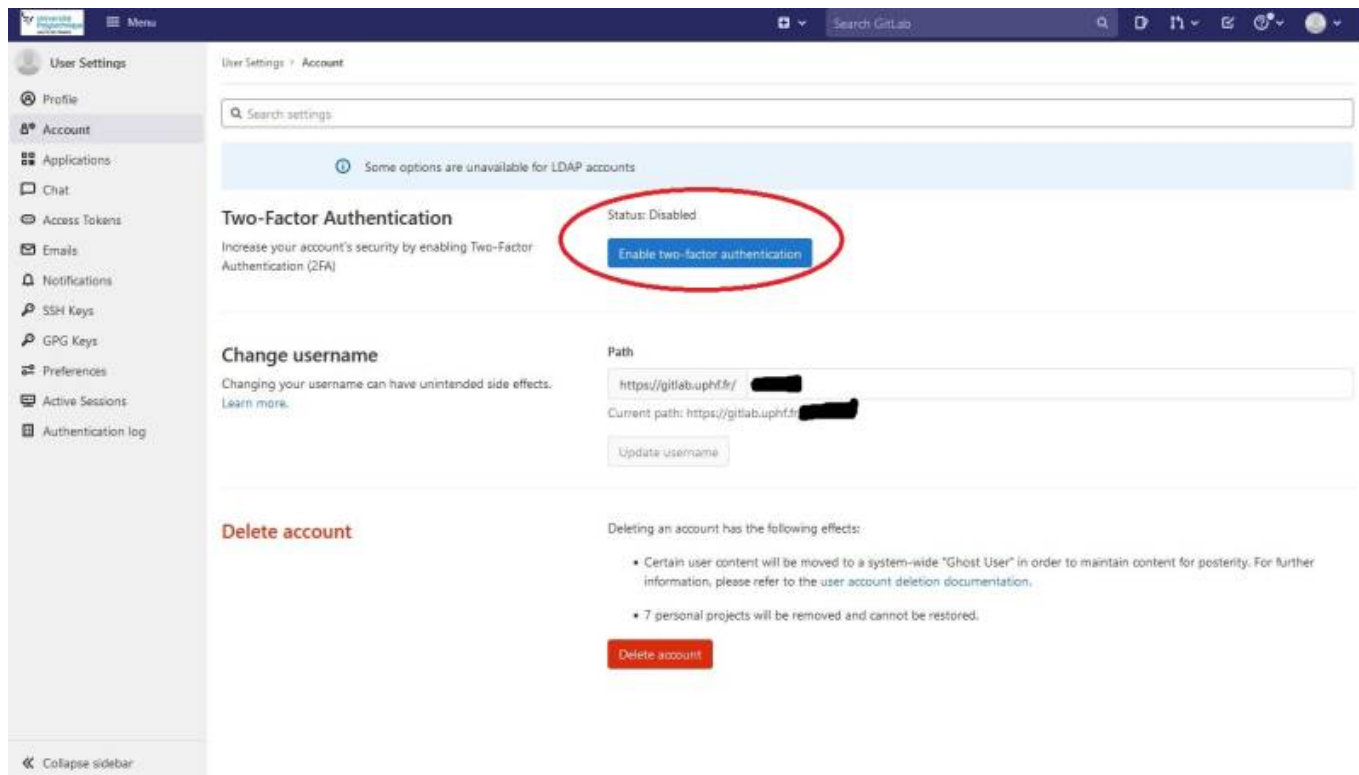 Université
Polytechnique
Menu
Search GitLab
User Settings
Profile
Account
Applications
Chat
Access Tokens
Emails
Notifications
SSH Keys
GPG Keys
Preferences
Active Sessions
Authentication log
Collapse sidebar
User Settings > Account
Search settings
Some options are unavailable for LDAP accounts
Two-Factor Authentication
Increase your account's security by enabling Two-Factor
Authentication (2FA)
Status: Disabled
Enable two-factor authentication
Change username
Changing your username can have unintended side effects.
Learn more.
Path
https://gitlab.uphf.fr/
Current path: https://gitlab.uphf.fr
Update username
Delete account
Deleting an account has the following effects:
• Certain user content will be moved to a system-wide "Ghost User" in order to maintain content for posterity. For further
information, please refer to the user account deletion documentation.
• 7 personal projects will be removed and cannot be restored.
Delete account